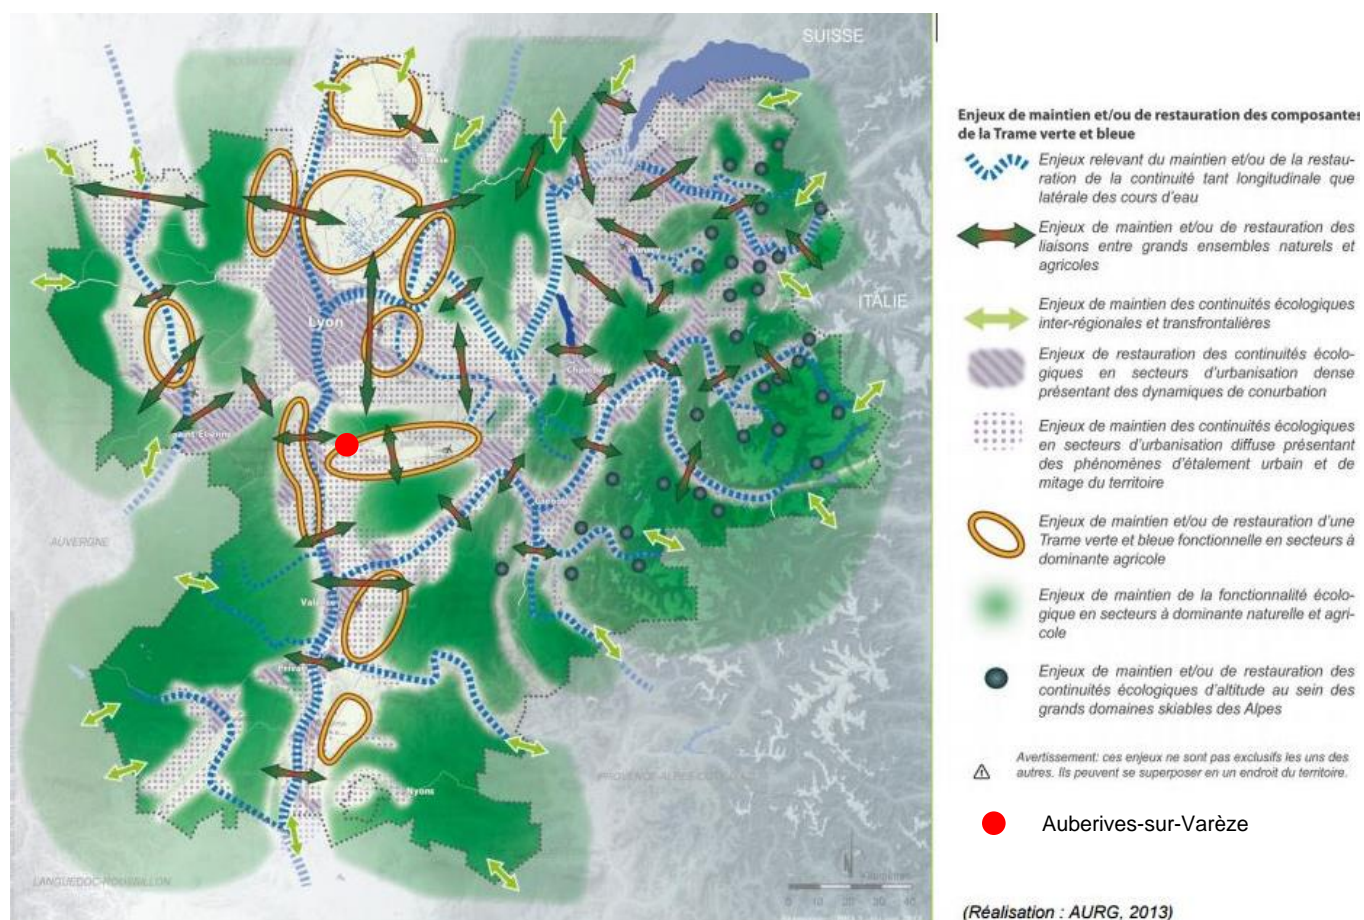 SUISSE
Lyon
ITALIE
AUVERGNE
Privas
Nyons
PROVENCE-ALPES-CÔTE D'AZUR
LANGUEDOC-ROUSSILLON
Enjeux de maintien et/ou de restauration des composantes
de la Trame verte et bleue
Enjeux relevant du maintien et/ou de la restau-
ration de la continuité tant longitudinale que
latérale des cours d'eau
Enjeux de maintien et/ou de restauration des
liaisons entre grands ensembles naturels et
agricoles
Enjeux de maintien des continuités écologiques
inter-régionales et transfrontalières
Enjeux de restauration des continuités écolo-
giques en secteurs d'urbanisation dense
présentant des dynamiques de conurbation
Enjeux de maintien des continuités écologiques
en secteurs d'urbanisation diffuse présentant
des phénomènes d'étalement urbain et de
mitage du territoire
Enjeux de maintien et/ou de restauration d'une
Trame verte et bleue fonctionnelle en secteurs à
dominante agricole
Enjeux de maintien de la fonctionnalité écolo-
gique en secteurs à dominante naturelle et agri-
cole
Enjeux de maintien et/ou de restauration des
continuités écologiques d'altitude au sein des
grands domaines skiables des Alpes
Avertissement: ces enjeux ne sont pas exclusifs les uns des
autres. Ils peuvent se superposer en un endroit du territoire.
Auberives-sur-Varèze
(Réalisation : AURG, 2013)